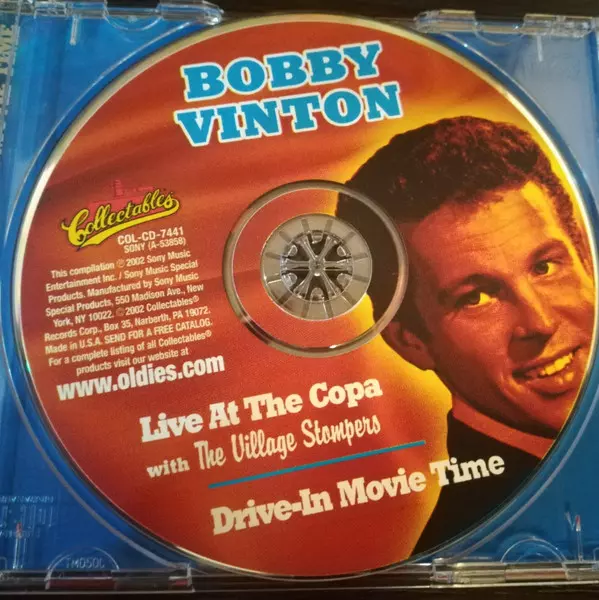 BOBBY
VINTON
Collectables
COL-CD-7441
SONY (A-53858)
This compilation ℗ 2002 Sony Music
Entertainment Inc. / Sony Music Special
Products. Manufactured by Sony Music
Special Products, 550 Madison Ave., New
York, NY 10022. © 2002 Collectables®
Records Corp., Box 35, Narberth, PA 19072.
Made in U.S.A. SEND FOR A FREE CATALOG.
For a complete listing of all Collectables®
products visit our website at
www.oldies.com
Live At The Copa
with The Village Stompers
Drive-In Movie Time